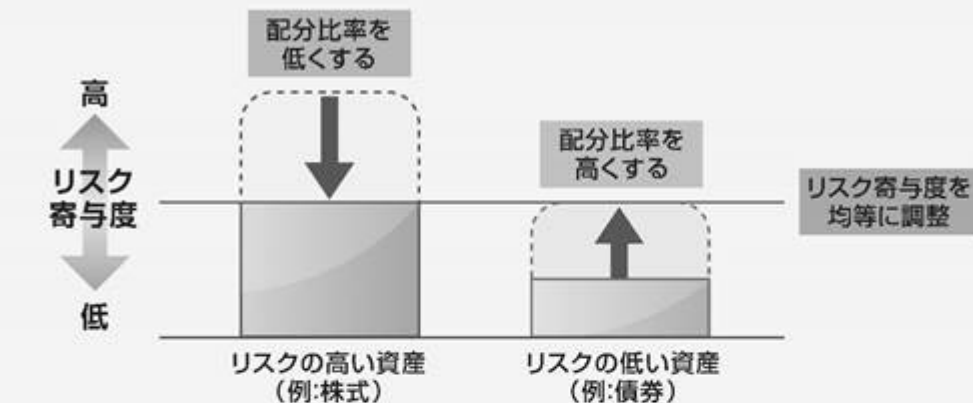 配分比率を
低くする
高
配分比率を
高くする
リスク
寄与度
リスク寄与度を
均等に調整
低
リスクの高い資産
（例:株式）
リスクの低い資産
（例:債券）